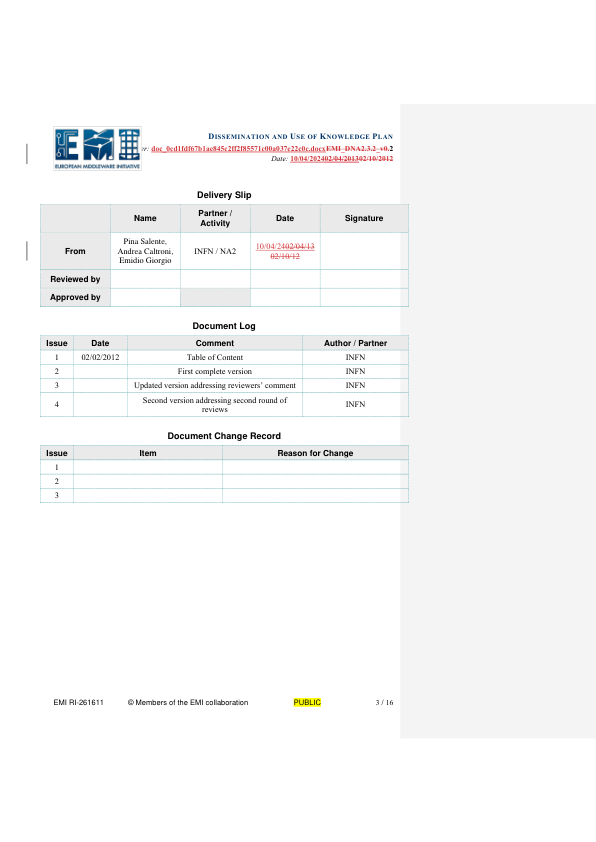 EMI
EUROPEAN MIDDLEWARE INITIATIVE
DISSEMINATION AND USE OF KNOWLEDGE PLAN
doc_0cd1fdf67b1ae845c2ff2f85571c00a037e22c0c.docxEMI_DNA2.3.2_v0.2
Date: 10/04/202402/04/201302/10/2012
Delivery Slip
Name Partner / Activity Date Signature
From Pina Salente, Andrea Caltroni, Emidio Giorgio INFN / NA2 10/04/2402/04/13 02/10/12
Reviewed by
Approved by
Document Log
Issue Date Comment Author / Partner
1 02/02/2012 Table of Content INFN
2 First complete version INFN
3 Updated version addressing reviewers' comment INFN
4 Second version addressing second round of reviews INFN
Document Change Record
Issue Item Reason for Change
1
2
3
EMI RI-261611 © Members of the EMI collaboration PUBLIC 3 / 16